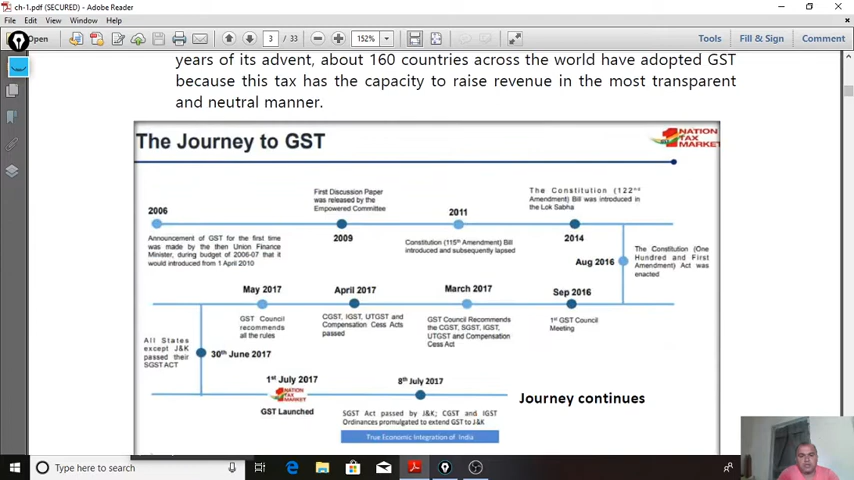 ch-1.pdf (SECURED) - Adobe Reader
File Edit View Window Help
Open
3 / 33
152%
Tools Fill & Sign Comment
years of its advent, about 160 countries across the world have adopted GST
because this tax has the capacity to raise revenue in the most transparent
and neutral manner.
The Journey to GST
NATION
TAX
MARKET
2006
Announcement of GST for the first time
was made by the then Union Finance
Minister, during budget of 2006-07 that it
would introduced from 1 April 2010
First Discussion Paper
was released by the
Empowered Committee
2009
2011
Constitution (115th Amendment) Bill
introduced and subsequently lapsed
The Constitution (122nd
Amendment) Bill was introduced
in the Lok Sabha
2014
Aug 2016
The Constitution (One
Hundred and First
Amendment) Act was
enacted
May 2017
GST Council
recommends
all the rules
April 2017
CGST, IGST, UTGST and
Compensation Cess Acts
passed
March 2017
GST Council Recommends
the CGST, SGST, IGST,
UTGST and Compensation
Cess Act
Sep 2016
1st GST Council
Meeting
All States
except J&K
passed their
SGST ACT
30th June 2017
1st July 2017
NATION
TAX
MARKET
GST Launched
8th July 2017
SGST Act passed by J&K; CGST and IGST
Ordinances promulgated to extend GST to J&K
True Economic Integration of India
Journey continues
Type here to search